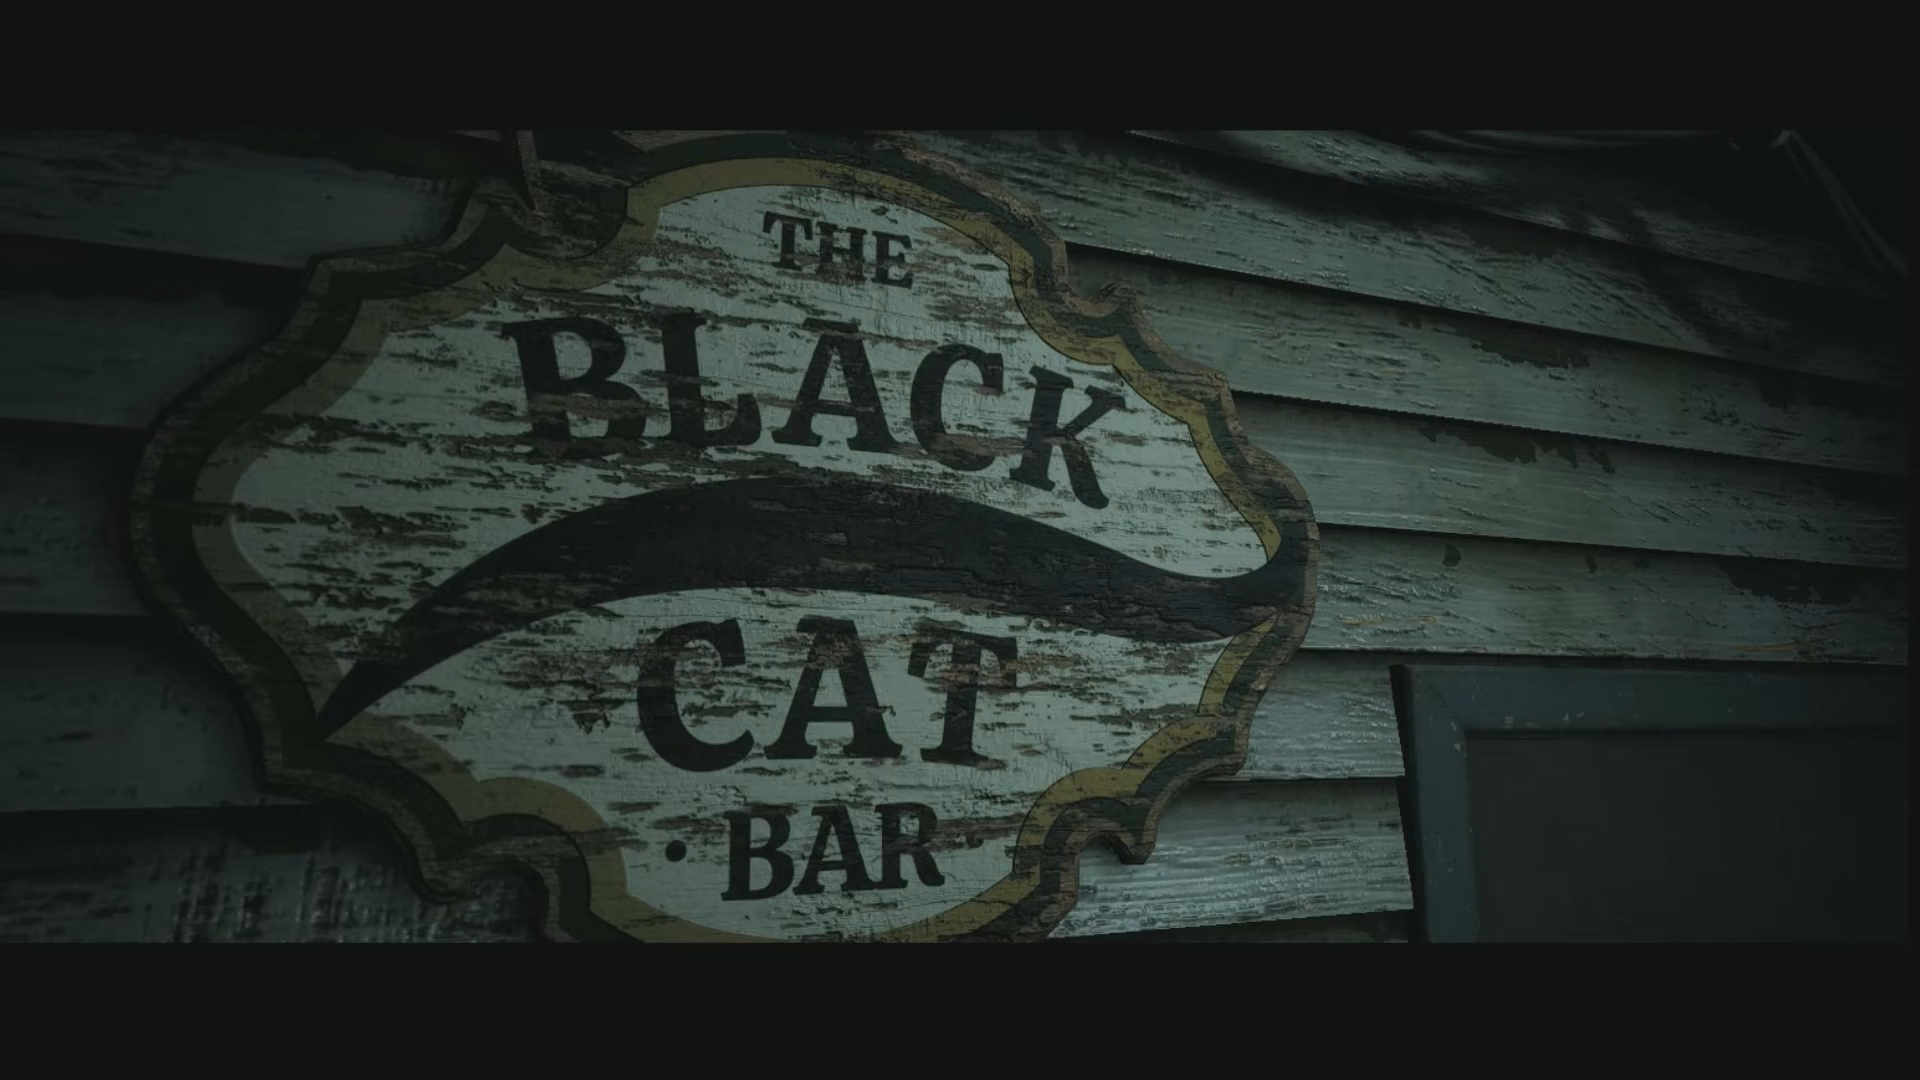 THE
BLACK
CAT
· BAR ·